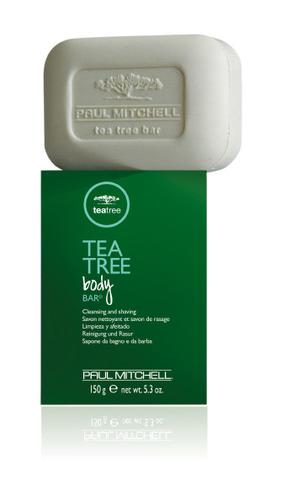 PAUL MITCHELL
tea tree bar
teatree
TEA
TREE
body
BAR®
Cleansing and shaving
Savon nettoyant et savon de rasage
Limpieza y afeitado
Reinigung und Rasur
Sapone da bagno e da barba
PAUL MITCHELL
150 g ℮ net wt. 5.3 oz.